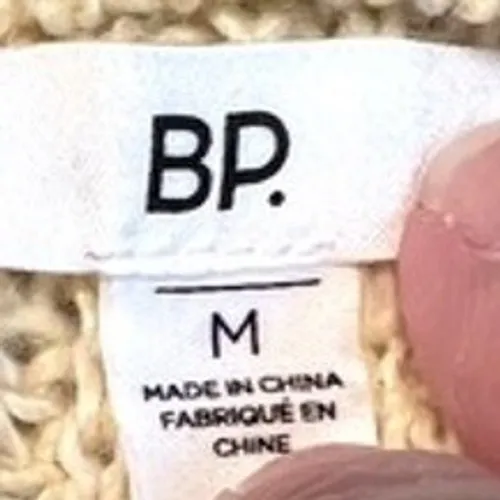 BP.
M
MADE IN CHINA
FABRIQUÉ EN
CHINE